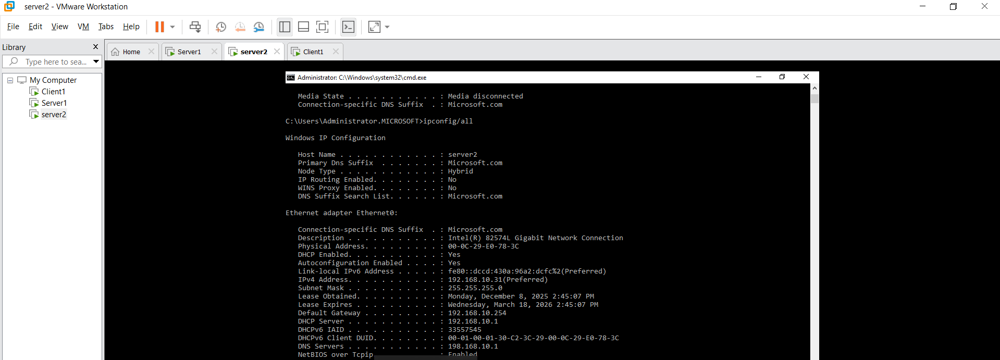 server2 - VMware Workstation
File Edit View VM Tabs Help
Library
Home Server1 server2 Client1
Type here to sea...
My Computer
Client1
Server1
server2
Administrator: C:\Windows\system32\cmd.exe
Media State . . . . . . . . . . . : Media disconnected
Connection-specific DNS Suffix  . : Microsoft.com
C:\Users\Administrator.MICROSOFT>ipconfig/all
Windows IP Configuration
Host Name . . . . . . . . . . . . : server2
Primary Dns Suffix  . . . . . . . : Microsoft.com
Node Type . . . . . . . . . . . . : Hybrid
IP Routing Enabled. . . . . . . . : No
WINS Proxy Enabled. . . . . . . . : No
DNS Suffix Search List. . . . . . : Microsoft.com
Ethernet adapter Ethernet0:
Connection-specific DNS Suffix  . : Microsoft.com
Description . . . . . . . . . . . : Intel(R) 82574L Gigabit Network Connection
Physical Address. . . . . . . . . : 00-0C-29-E0-78-3C
DHCP Enabled. . . . . . . . . . . : Yes
Autoconfiguration Enabled . . . . : Yes
Link-local IPv6 Address . . . . . : fe80::dccd:430a:96a2:dcfc%2(Preferred)
IPv4 Address. . . . . . . . . . . : 192.168.10.31(Preferred)
Subnet Mask . . . . . . . . . . . : 255.255.255.0
Lease Obtained. . . . . . . . . . : Monday, December 8, 2025 2:45:07 PM
Lease Expires . . . . . . . . . . : Wednesday, March 18, 2026 2:45:07 PM
Default Gateway . . . . . . . . . : 192.168.10.254
DHCP Server . . . . . . . . . . . : 192.168.10.1
DHCPv6 IAID . . . . . . . . . . . : 33557545
DHCPv6 Client DUID. . . . . . . . : 00-01-00-01-30-C2-3C-29-00-0C-29-E0-78-3C
DNS Servers . . . . . . . . . . . : 198.168.10.1
NetBIOS over Tcpip : Enabled